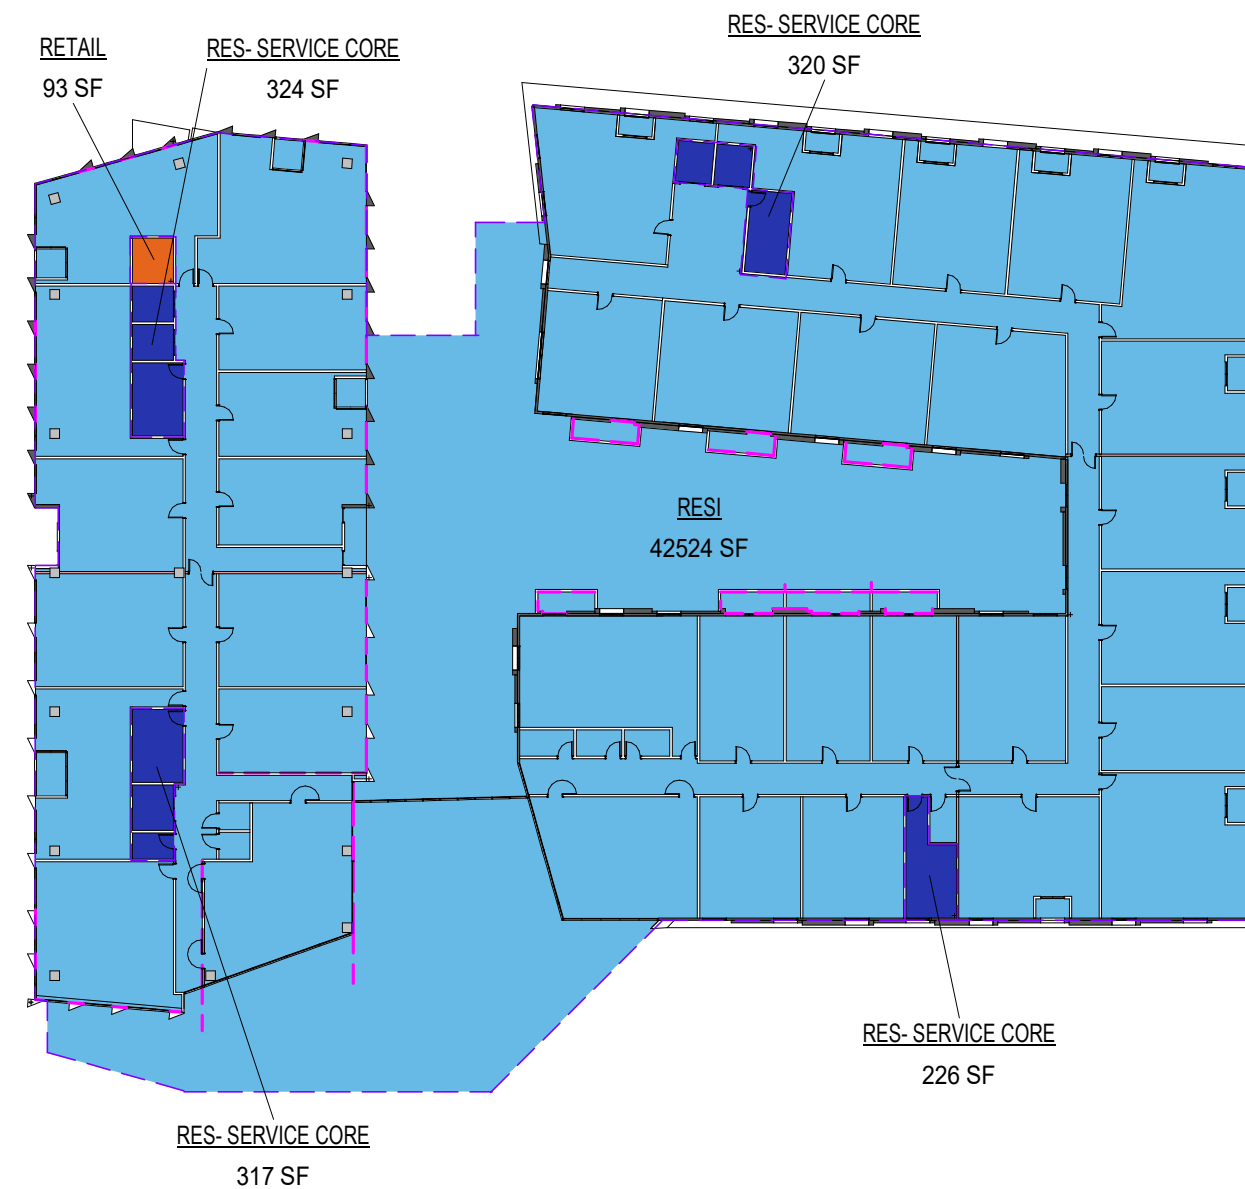 RETAIL
93 SF
RES- SERVICE CORE
324 SF
RES- SERVICE CORE
320 SF
RESI
42524 SF
RES- SERVICE CORE
226 SF
RES- SERVICE CORE
317 SF